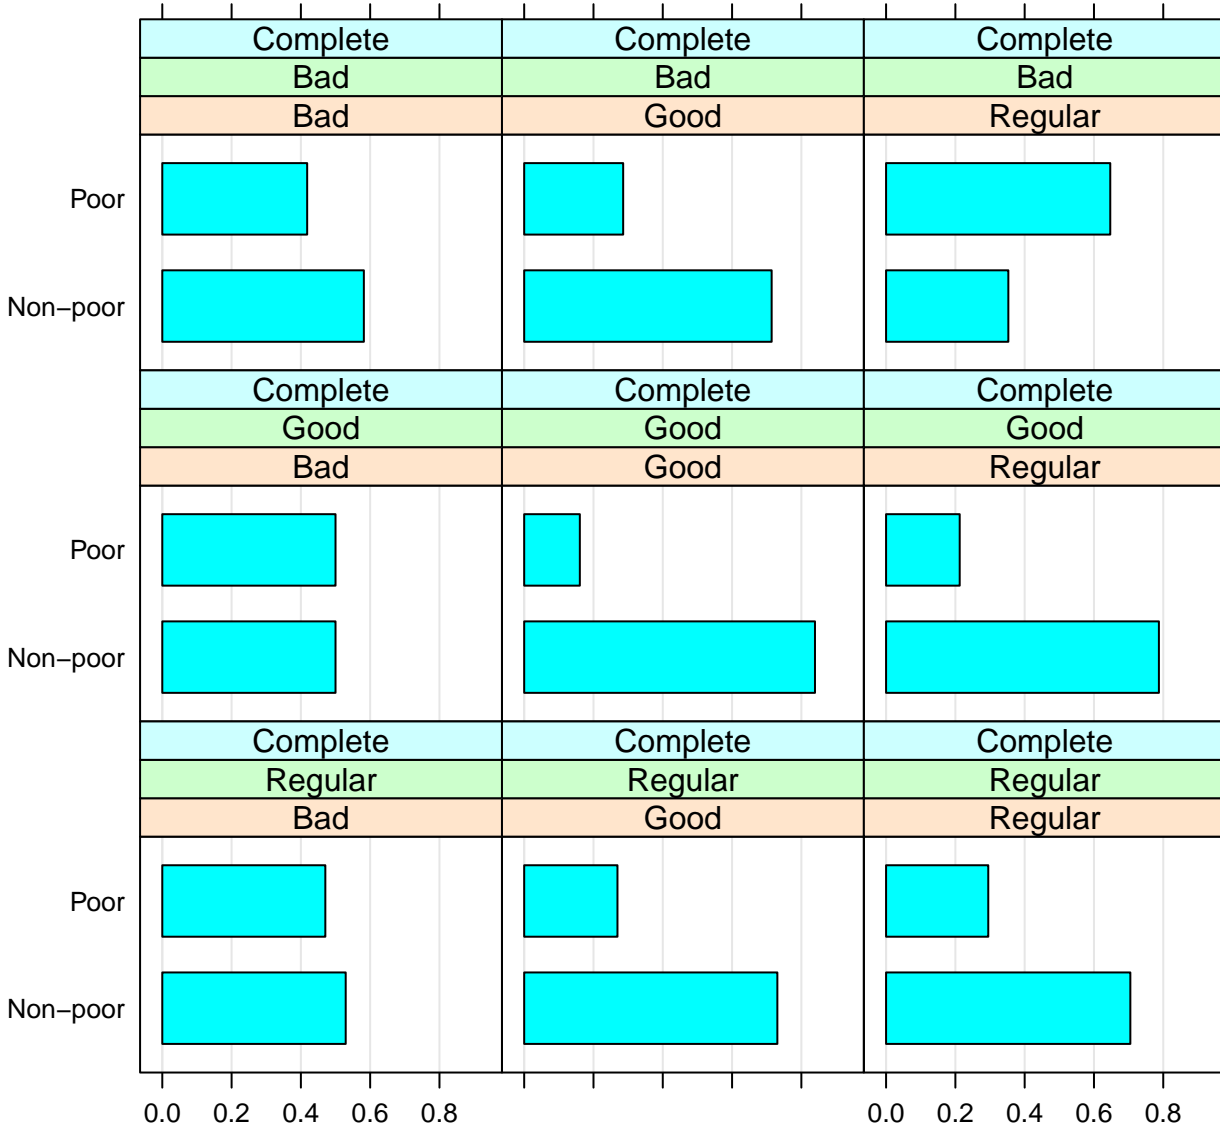 Complete Complete Complete
Bad Bad Bad
Bad Good Regular
Poor
Non−poor
Complete Complete Complete
Good Good Good
Bad Good Regular
Poor
Non−poor
Complete Complete Complete
Regular Regular Regular
Bad Good Regular
Poor
Non−poor
0.0 0.2 0.4 0.6 0.8 0.0 0.2 0.4 0.6 0.8